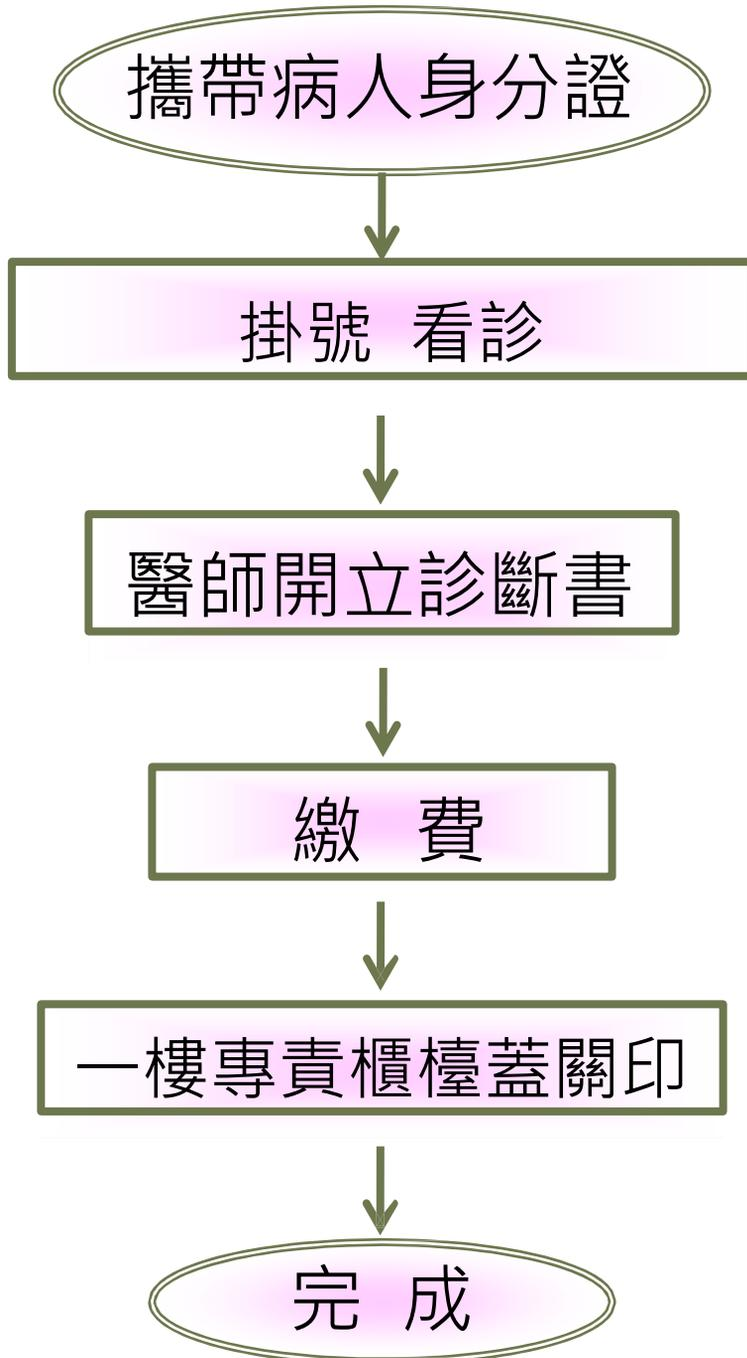 攜帶病人身分證
掛號 看診
醫師開立診斷書
繳 費
一樓專責櫃檯蓋關印
完 成